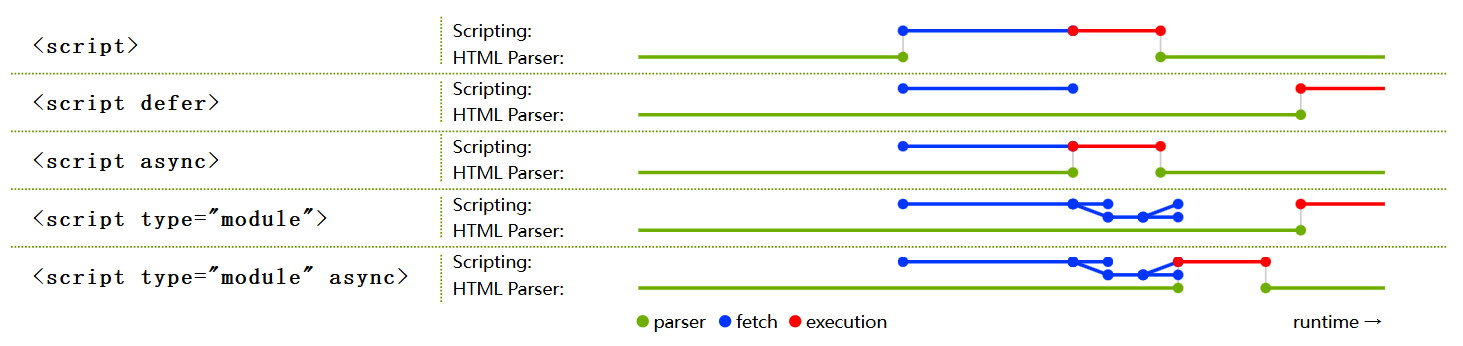 <script>
Scripting:
HTML Parser:
<script defer>
Scripting:
HTML Parser:
<script async>
Scripting:
HTML Parser:
<script type="module">
Scripting:
HTML Parser:
<script type="module" async>
Scripting:
HTML Parser:
parser fetch execution runtime →